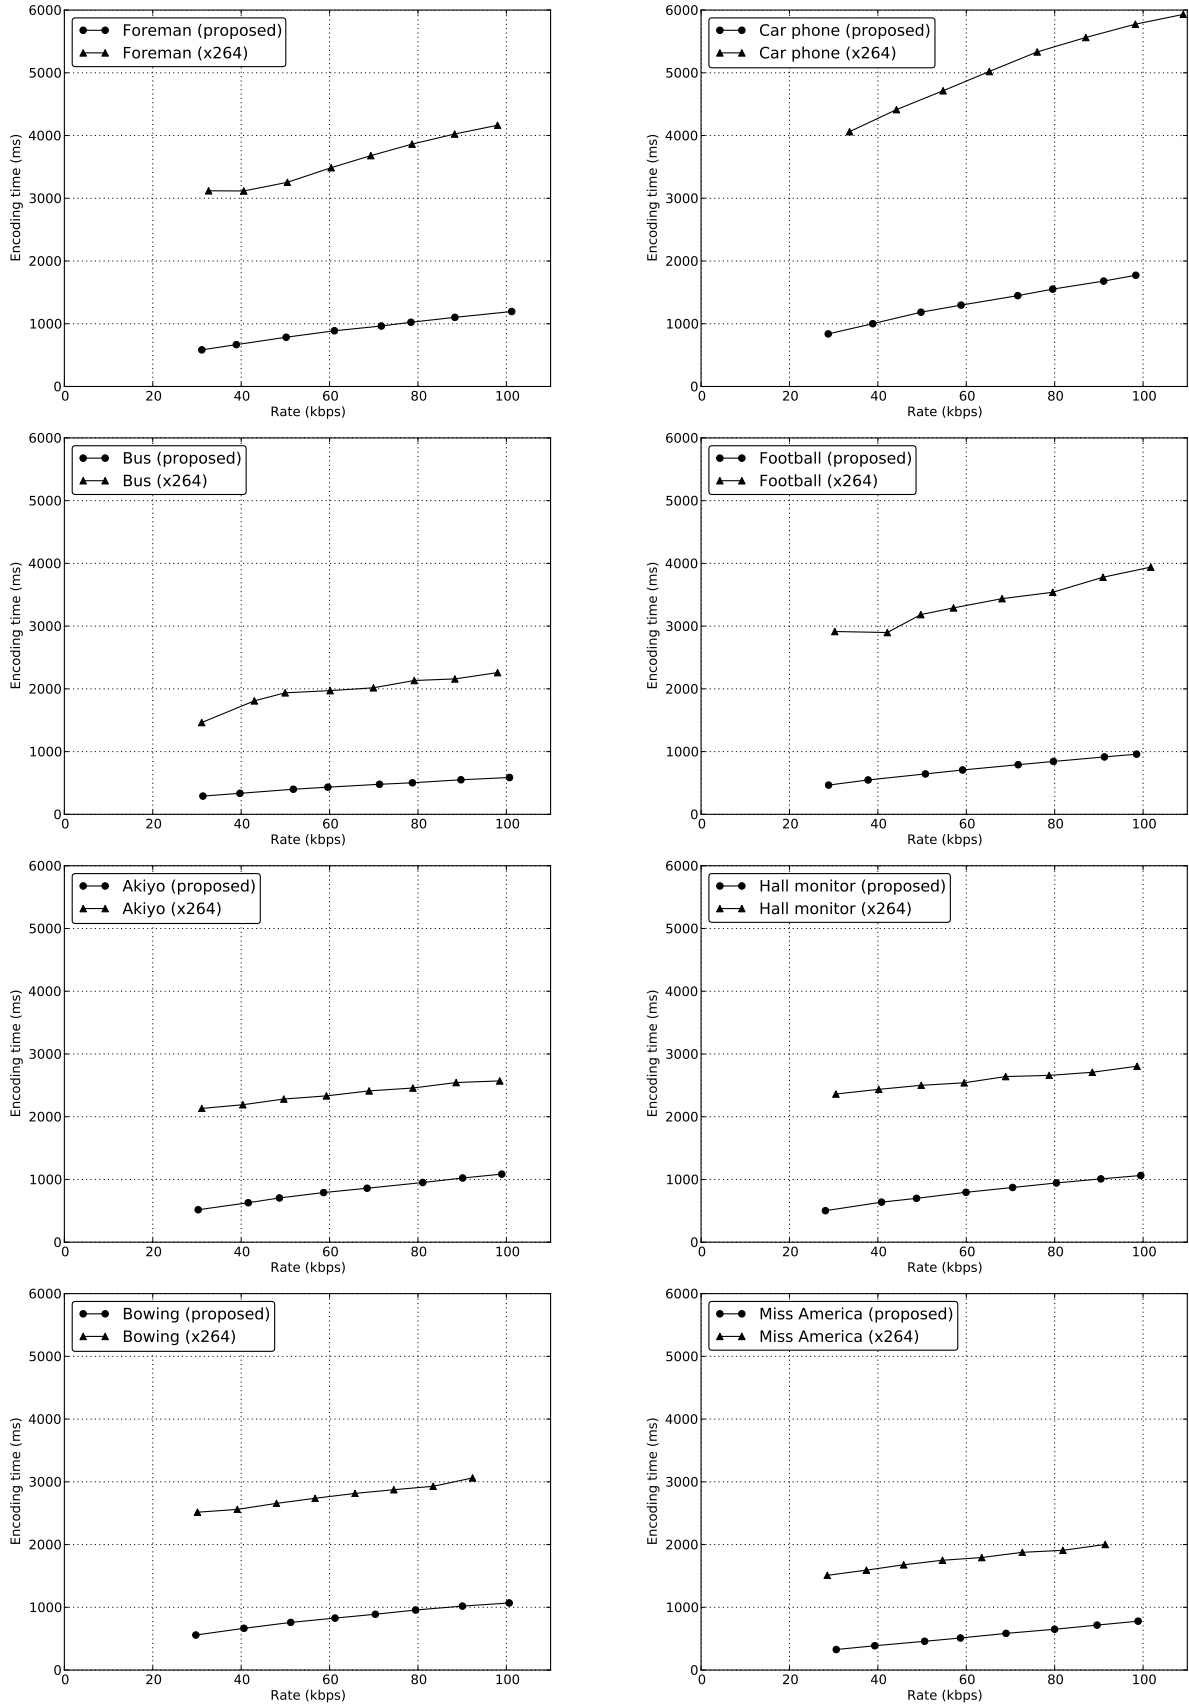 6000
5000
4000
3000
2000
1000
0
Encoding time (ms)
Foreman (proposed)
Foreman (x264)
0 20 40 60 80 100
Rate (kbps)
6000
5000
4000
3000
2000
1000
0
Encoding time (ms)
Car phone (proposed)
Car phone (x264)
0 20 40 60 80 100
Rate (kbps)
6000
5000
4000
3000
2000
1000
0
Encoding time (ms)
Bus (proposed)
Bus (x264)
0 20 40 60 80 100
Rate (kbps)
6000
5000
4000
3000
2000
1000
0
Encoding time (ms)
Football (proposed)
Football (x264)
0 20 40 60 80 100
Rate (kbps)
6000
5000
4000
3000
2000
1000
0
Encoding time (ms)
Akiyo (proposed)
Akiyo (x264)
0 20 40 60 80 100
Rate (kbps)
6000
5000
4000
3000
2000
1000
0
Encoding time (ms)
Hall monitor (proposed)
Hall monitor (x264)
0 20 40 60 80 100
Rate (kbps)
6000
5000
4000
3000
2000
1000
0
Encoding time (ms)
Bowing (proposed)
Bowing (x264)
0 20 40 60 80 100
Rate (kbps)
6000
5000
4000
3000
2000
1000
0
Encoding time (ms)
Miss America (proposed)
Miss America (x264)
0 20 40 60 80 100
Rate (kbps)